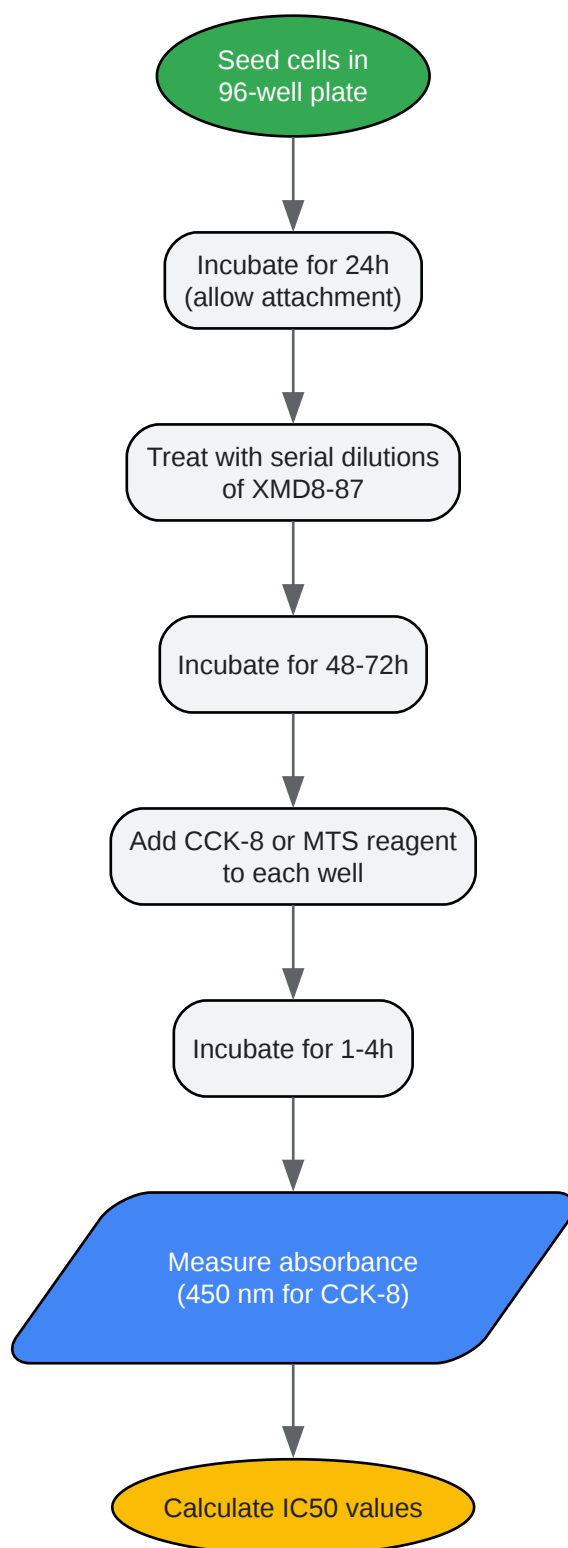 Seed cells in
96-well plate
Incubate for 24h
(allow attachment)
Treat with serial dilutions
of XMD8-87
Incubate for 48-72h
Add CCK-8 or MTS reagent
to each well
Incubate for 1-4h
Measure absorbance
(450 nm for CCK-8)
Calculate IC50 values